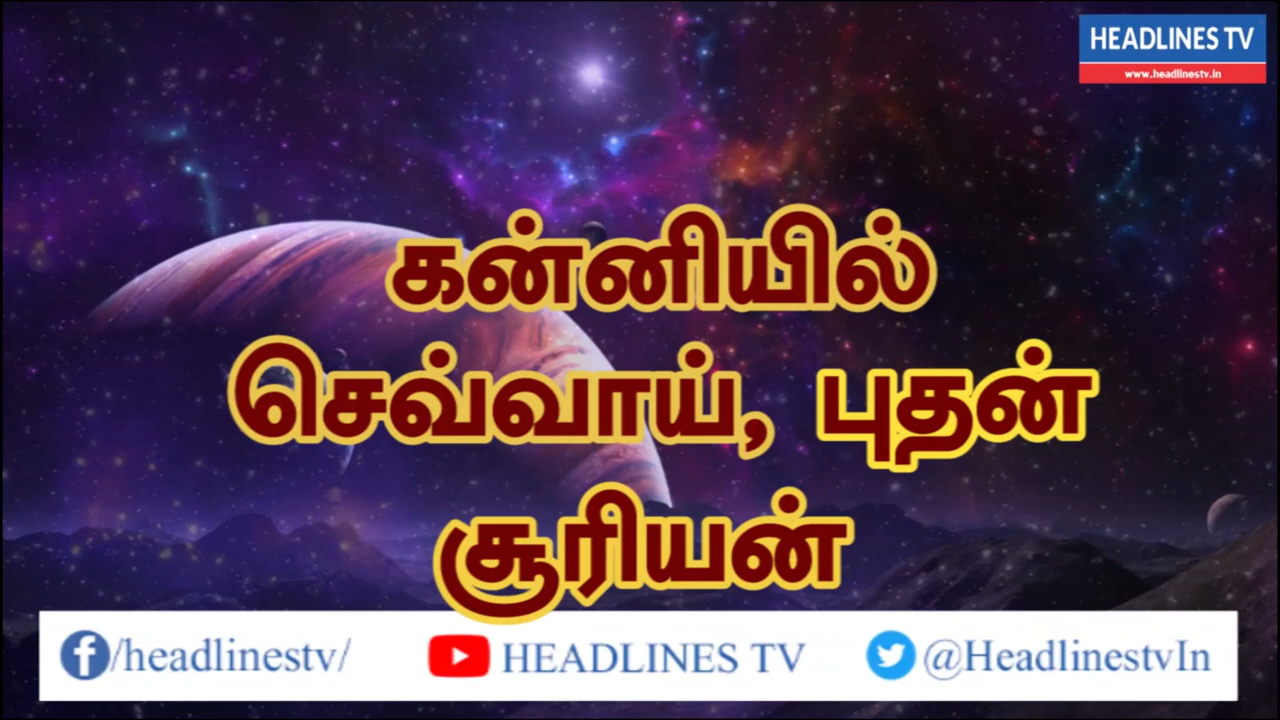 HEADLINES TV
www.headlinestv.In
கன்னியில்
செவ்வாய், புதன்
சூரியன்
/headlinestv/ HEADLINES TV @HeadlinestvIn